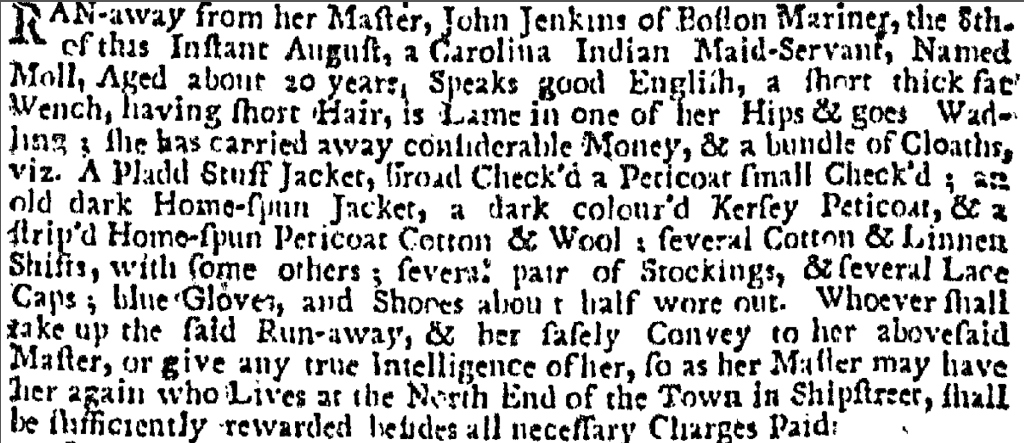 RAN-away from her Maſter, John Jenkins of Boſton Mariner, the 8th.
of this Inſtant Auguſt, a Carolina Indian Maid-Servant, Named
Moll, Aged about 20 years, Speaks good Engliſh, a ſhort thick fat
Wench, having ſhort Hair, is Lame in one of her Hips & goes Wad-
ling ; ſhe has carried away conſiderable Money, & a bundle of Cloaths,
viz. A Pladd Stuff Jacket, broad Check'd a Peticoat ſmall Check'd ; an
old dark Home-ſpun Jacket, a dark colour'd Kerſey Peticoat, & a
ſtrip'd Home-ſpun Peticoat Cotton & Wool ; ſeveral Cotton & Linnen
Shifts, with ſome others ; ſeveral pair of Stockings, & ſeveral Lace
Caps ; blue Gloves, and Shooes about half wore out. Whoever ſhall
take up the ſaid Run-away, & her ſafely Convey to her aboveſaid
Maſter, or give any true Intelligence of her, ſo as her Maſter may have
her again who Lives at the North End of the Town in Shipſtreet, ſhall
be ſufficiently rewarded beſides all neceſſary Charges Paid.